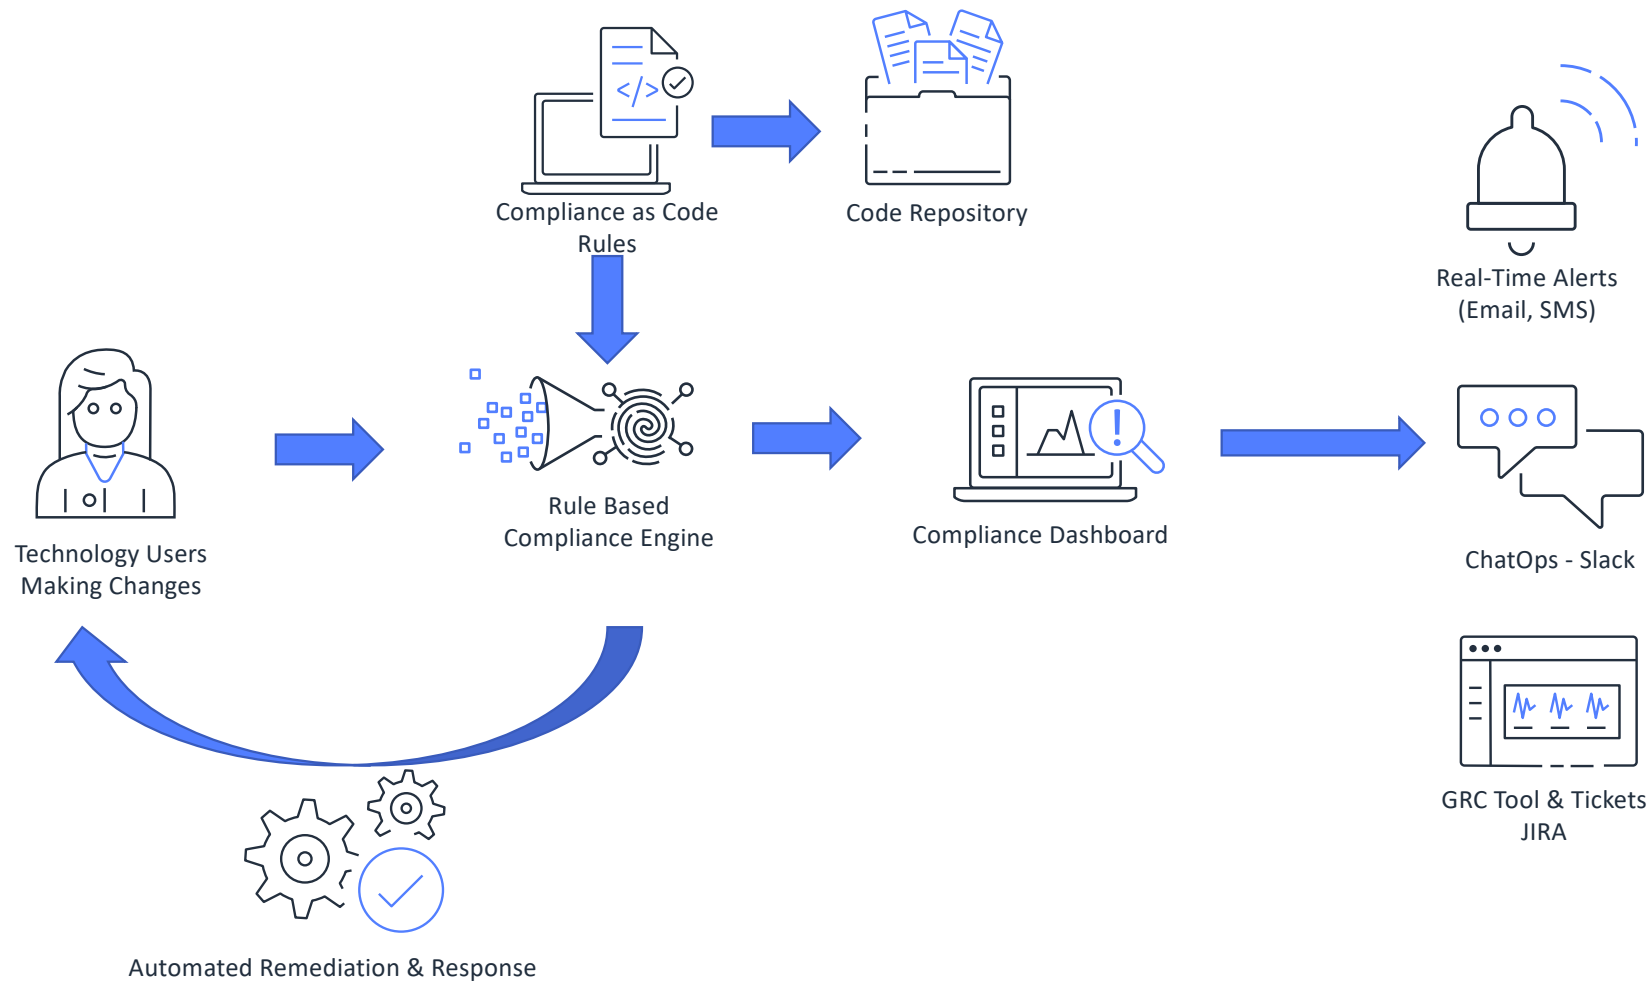 </>
Compliance as Code
Rules
Code Repository
Real-Time Alerts
(Email, SMS)
!
Technology Users
Making Changes
Rule Based
Compliance Engine
Compliance Dashboard
ChatOps - Slack
GRC Tool & Tickets
JIRA
Automated Remediation & Response